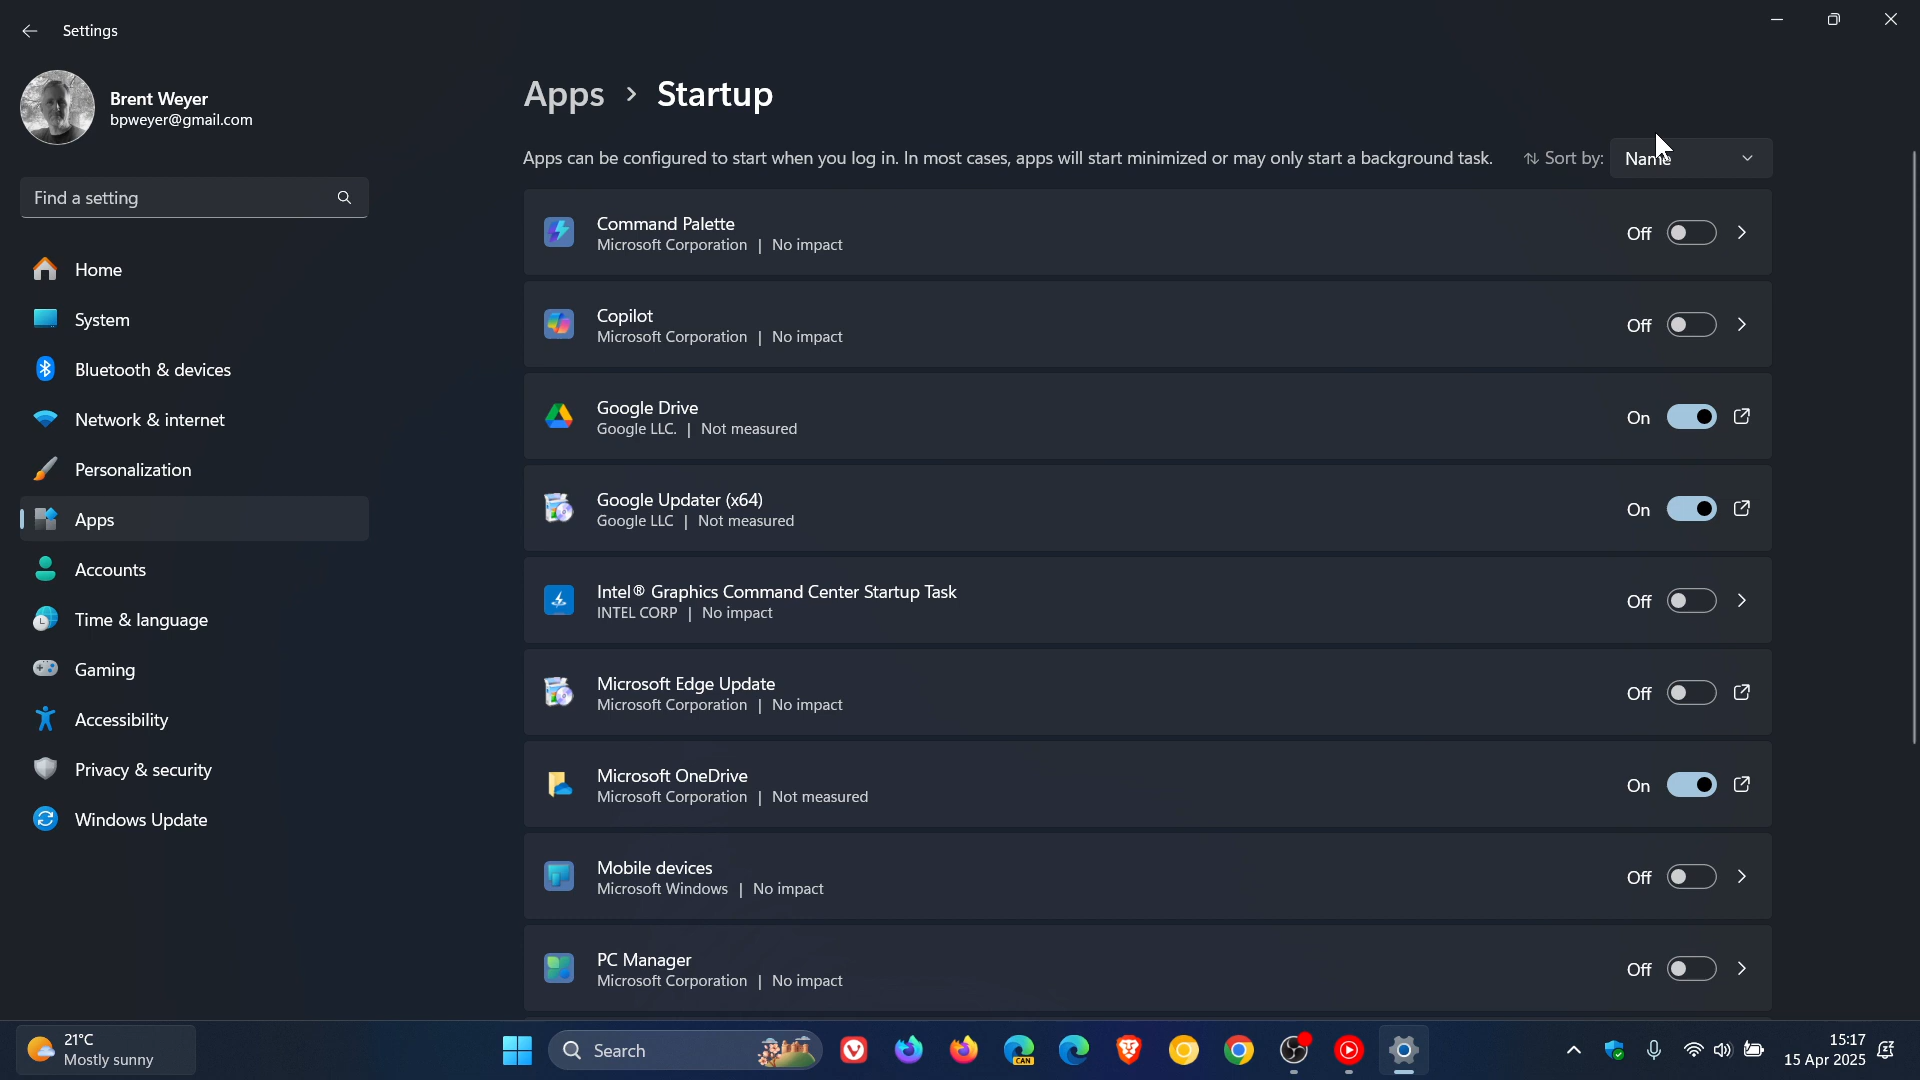 Settings
Brent Weyer
bpweyer@gmail.com
Find a setting
Home
System
Bluetooth & devices
Network & internet
Personalization
Apps
Accounts
Time & language
Gaming
Accessibility
Privacy & security
Windows Update
Apps > Startup
Apps can be configured to start when you log in. In most cases, apps will start minimized or may only start a background task.
Sort by: Name
Command Palette
Microsoft Corporation | No impact
Off
Copilot
Microsoft Corporation | No impact
Off
Google Drive
Google LLC. | Not measured
On
Google Updater (x64)
Google LLC | Not measured
On
Intel® Graphics Command Center Startup Task
INTEL CORP | No impact
Off
Microsoft Edge Update
Microsoft Corporation | No impact
Off
Microsoft OneDrive
Microsoft Corporation | Not measured
On
Mobile devices
Microsoft Windows | No impact
Off
PC Manager
Microsoft Corporation | No impact
Off
21°C
Mostly sunny
Search
CAN
15:17
15 Apr 2025